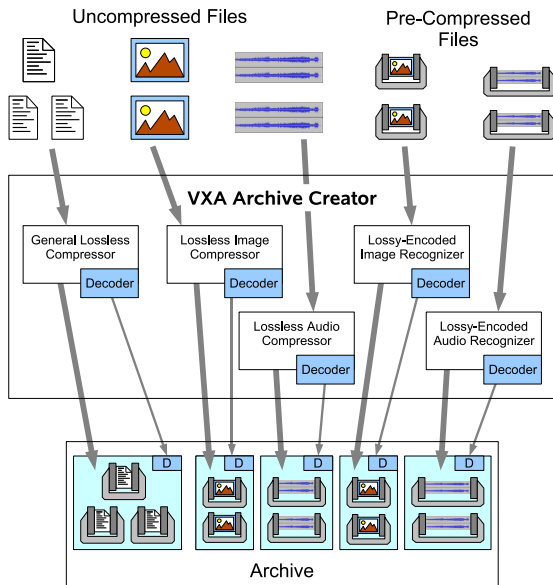 Uncompressed Files
Pre-Compressed
Files
VXA Archive Creator
General Lossless
Compressor
Decoder
Lossless Image
Compressor
Decoder
Lossy-Encoded
Image Recognizer
Decoder
Lossless Audio
Compressor
Decoder
Lossy-Encoded
Audio Recognizer
Decoder
D
D
D
D
D
Archive